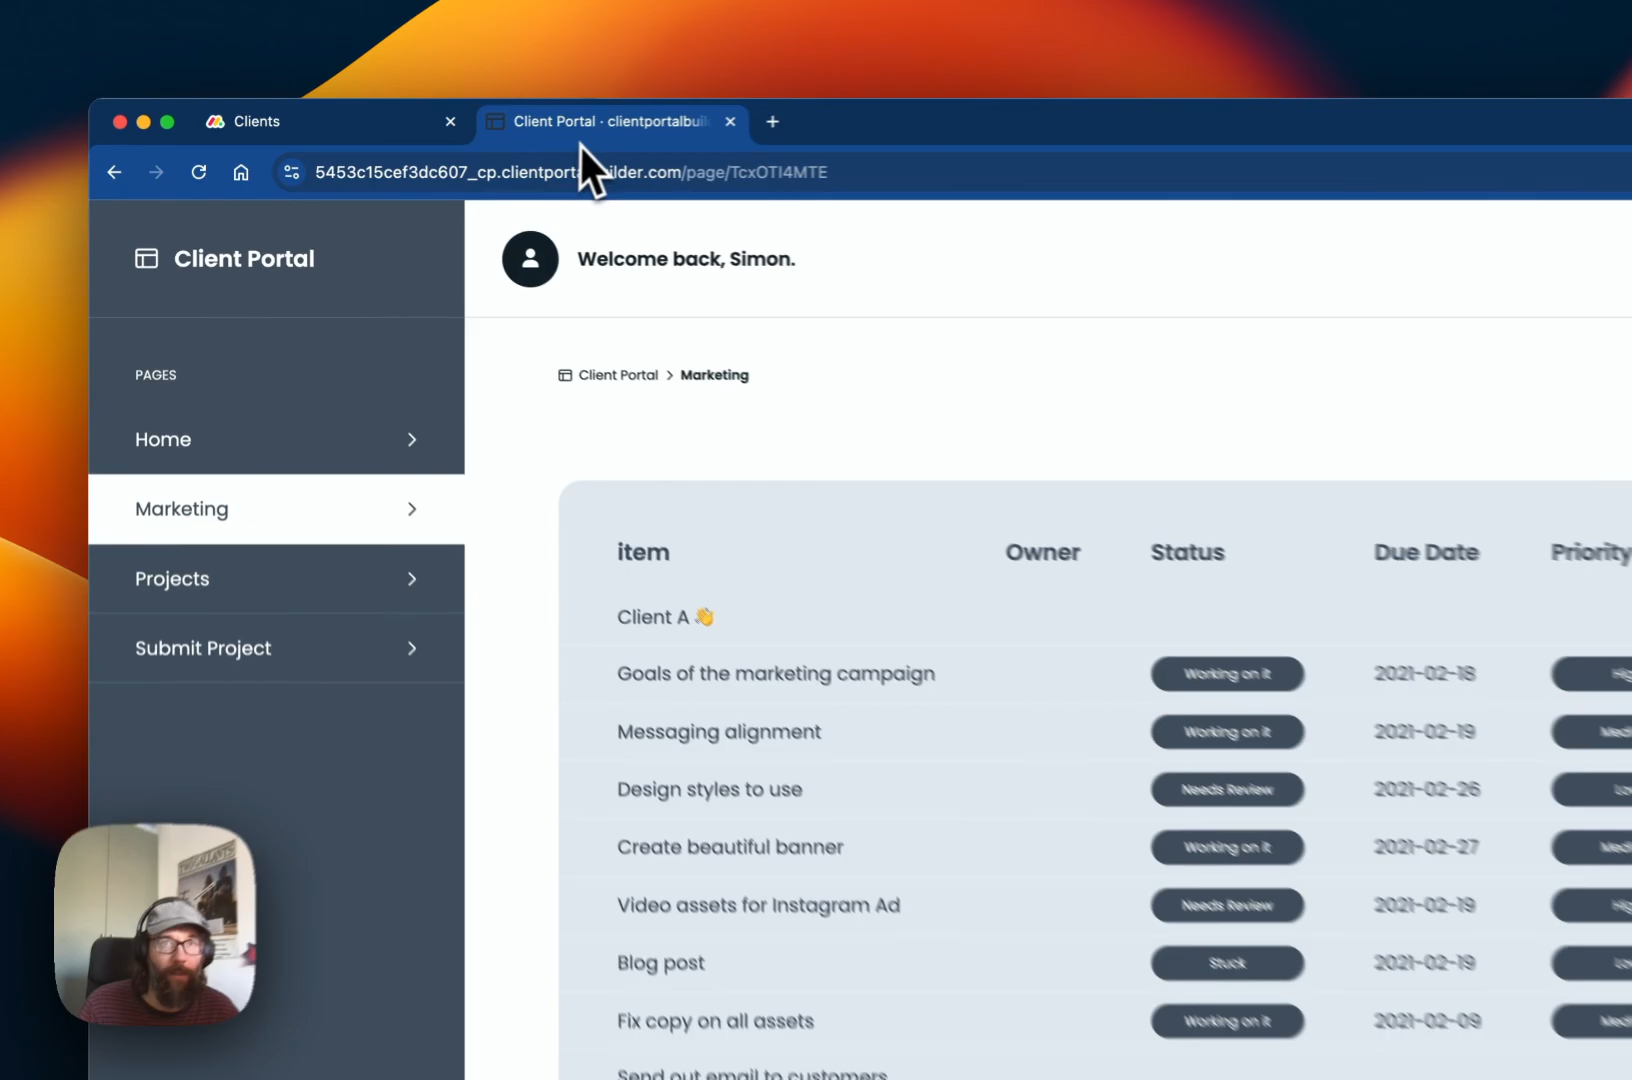 Clients
Client Portal · clientportalbuil
5453c15cef3dc607_cp.clientporta ilder.com/page/TcxOTI4MTE
Client Portal
Welcome back, Simon.
PAGES
Client Portal > Marketing
Home
Marketing
Projects
Submit Project
item Owner Status Due Date Priority
Client A 👋
Goals of the marketing campaign Working on it 2021-02-18
Messaging alignment Working on it 2021-02-19
Design styles to use Needs Review 2021-02-26
Create beautiful banner Working on it 2021-02-27
Video assets for Instagram Ad Needs Review 2021-02-19
Blog post Stuck 2021-02-19
Fix copy on all assets Working on it 2021-02-09
Send out email to customers